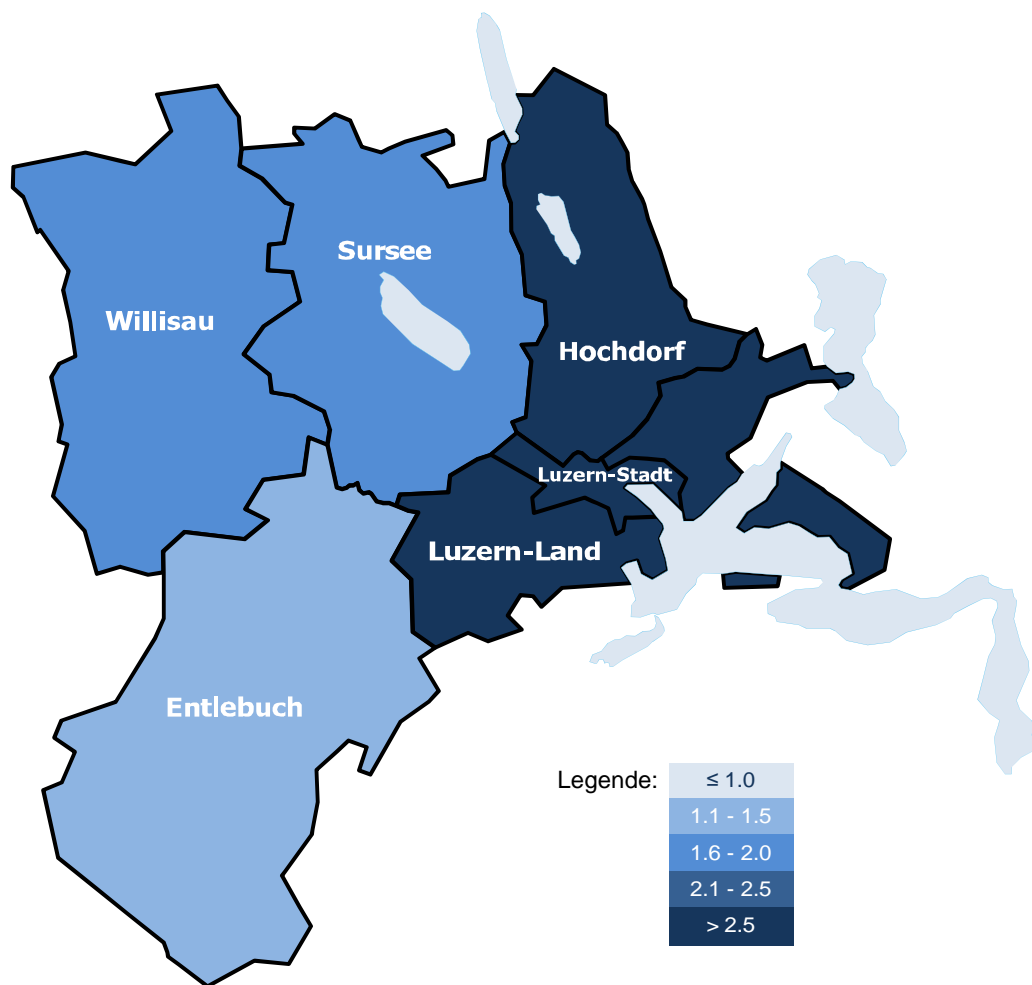 Sursee
Willisau
Hochdorf
Luzern-Stadt
Luzern-Land
Entlebuch
Legende:
≤ 1.0
1.1 - 1.5
1.6 - 2.0
2.1 - 2.5
> 2.5